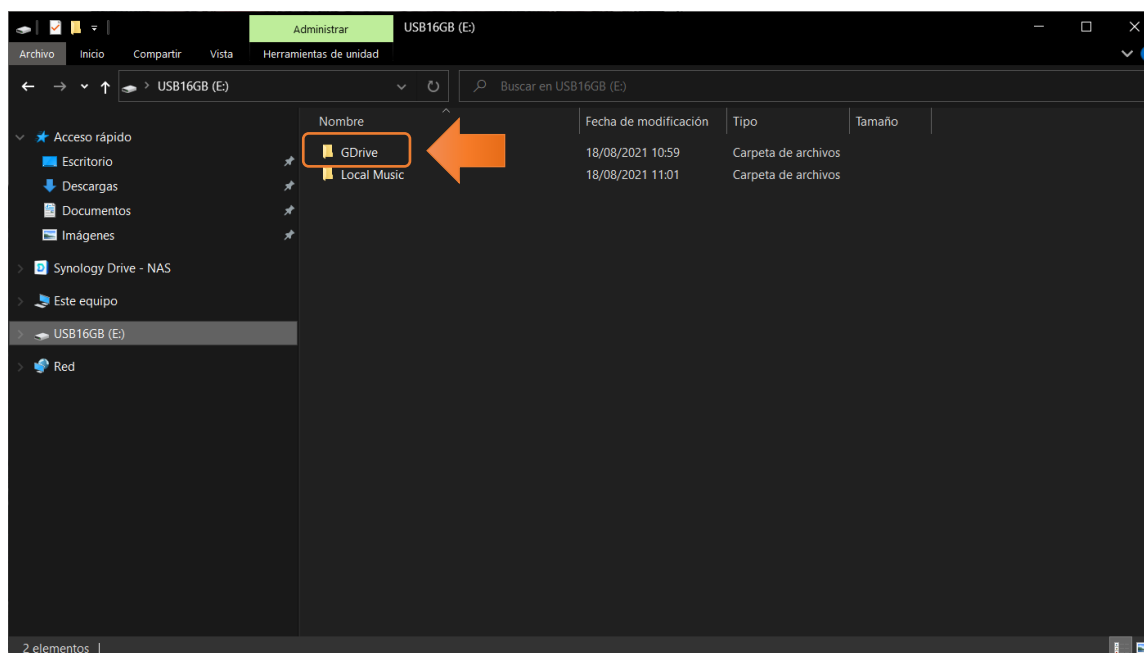 Administrar USB16GB (E:)
Archivo Inicio Compartir Vista Herramientas de unidad
USB16GB (E:) Buscar en USB16GB (E:)
Nombre Fecha de modificación Tipo Tamaño
Acceso rápido
Escritorio
Descargas
Documentos
Imágenes
Synology Drive - NAS
Este equipo
USB16GB (E:)
Red
GDrive 18/08/2021 10:59 Carpeta de archivos
Local Music 18/08/2021 11:01 Carpeta de archivos
2 elementos